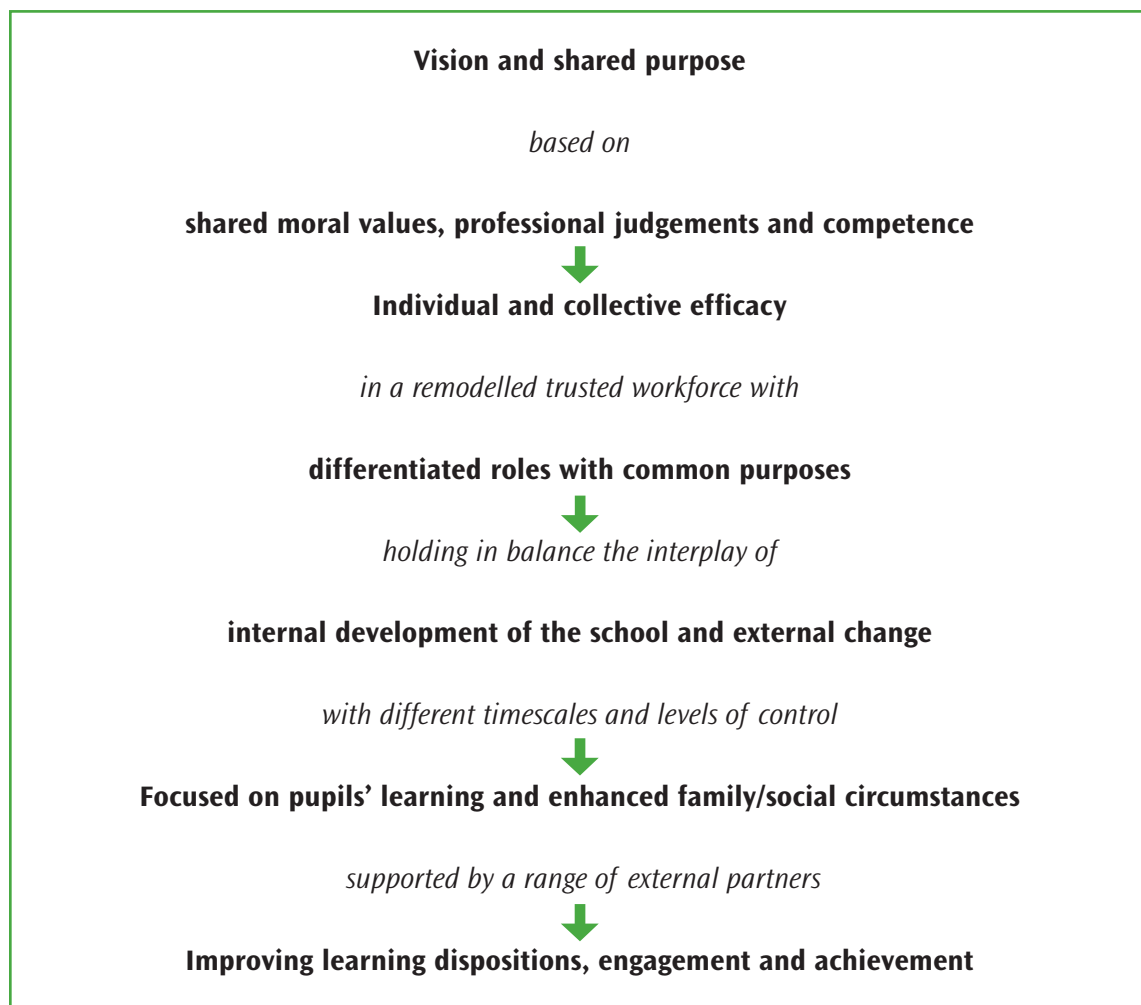 Vision and shared purpose
based on
shared moral values, professional judgements and competence
Individual and collective efficacy
in a remodelled trusted workforce with
differentiated roles with common purposes
holding in balance the interplay of
internal development of the school and external change
with different timescales and levels of control
Focused on pupils’ learning and enhanced family/social circumstances
supported by a range of external partners
Improving learning dispositions, engagement and achievement